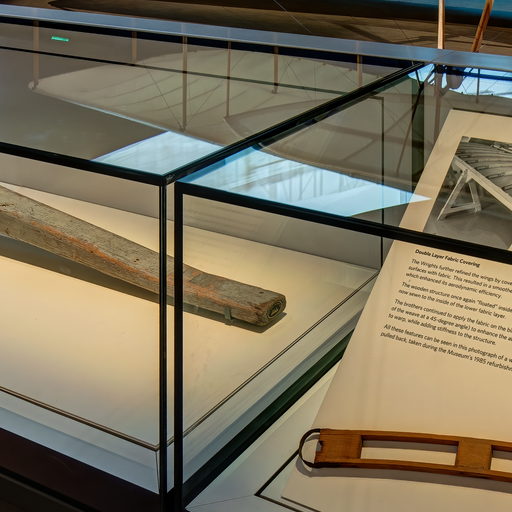 Double Layer Fabric Covering
The Wrights further refined the wings by cove
surfaces with fabric. This resulted in a smooth
which enhanced its aerodynamic efficiency.
The wooden structure once again "floated" inside
now sewn to the inside of the lower fabric layer.
The brothers continued to apply the fabric on the bi
of the weave at a 45-degree angle) to enhance the a
to warp, while adding stiffness to the structure.
All these features can be seen in this photograph of a w
pulled back, taken during the Museum's 1985 refurbish